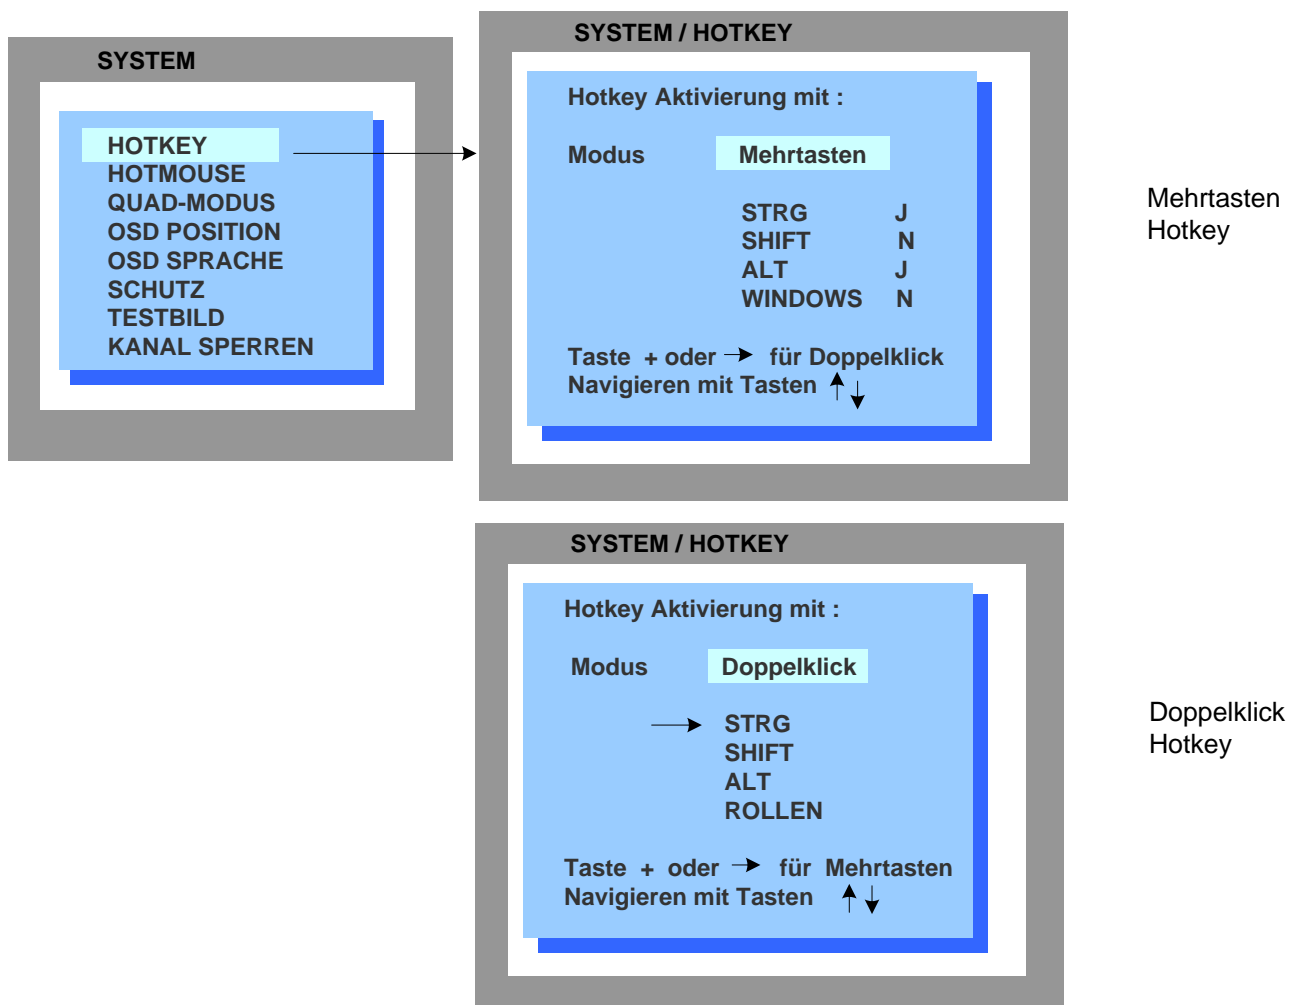 SYSTEM
HOTKEY
HOTMOUSE
QUAD-MODUS
OSD POSITION
OSD SPRACHE
SCHUTZ
TESTBILD
KANAL SPERREN
SYSTEM / HOTKEY
Hotkey Aktivierung mit :
Modus Mehrtasten
STRG J
SHIFT N
ALT J
WINDOWS N
Taste + oder → für Doppelklick
Navigieren mit Tasten ↑ ↓
Mehrtasten
Hotkey
SYSTEM / HOTKEY
Hotkey Aktivierung mit :
Modus Doppelklick
→ STRG
SHIFT
ALT
ROLLEN
Taste + oder → für Mehrtasten
Navigieren mit Tasten ↑ ↓
Doppelklick
Hotkey